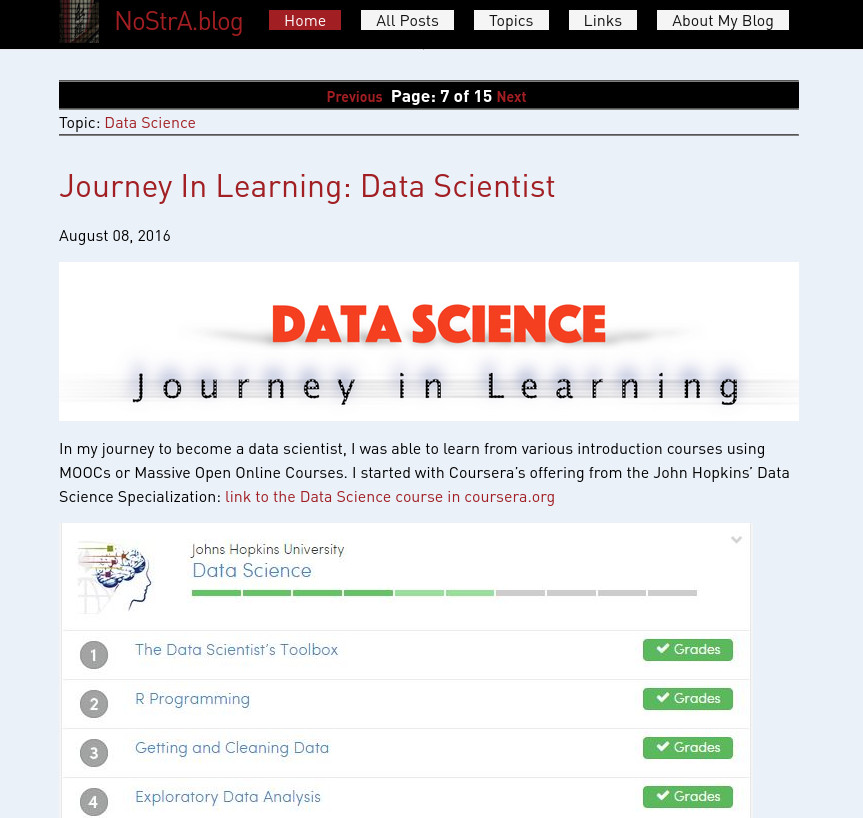 NoStrA.blog
Home
All Posts
Topics
Links
About My Blog
Previous Page: 7 of 15 Next
Topic: Data Science
Journey In Learning: Data Scientist
August 08, 2016
DATA SCIENCE
Journey in Learning
In my journey to become a data scientist, I was able to learn from various introduction courses using
MOOCs or Massive Open Online Courses. I started with Coursera's offering from the John Hopkins' Data
Science Specialization: link to the Data Science course in coursera.org
Johns Hopkins University
Data Science
1 The Data Scientist's Toolbox Grades
2 R Programming Grades
3 Getting and Cleaning Data Grades
4 Exploratory Data Analysis Grades